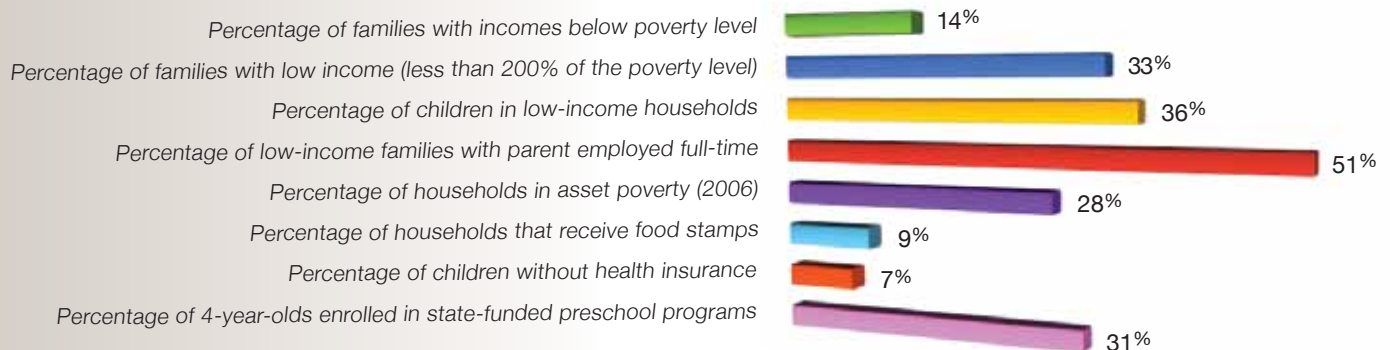 Percentage of families with incomes below poverty level 14%
Percentage of families with low income (less than 200% of the poverty level) 33%
Percentage of children in low-income households 36%
Percentage of low-income families with parent employed full-time 51%
Percentage of households in asset poverty (2006) 28%
Percentage of households that receive food stamps 9%
Percentage of children without health insurance 7%
Percentage of 4-year-olds enrolled in state-funded preschool programs 31%